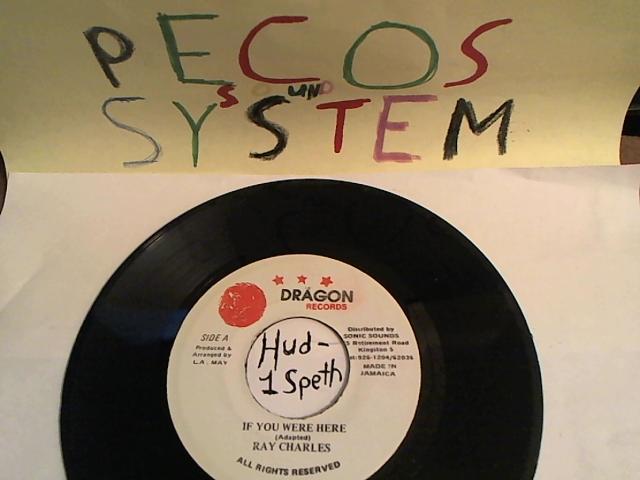 PECOS
SOUND
SYSTEM
DRAGON
RECORDS
SIDE A
Produced &
Arranged by
L.A. MAY
Distributed by
SONIC SOUNDS
Retirement Road
Kingston 5
MADE IN
JAMAICA
Hud-
1 Speth
IF YOU WERE HERE
(Adapted)
RAY CHARLES
ALL RIGHTS RESERVED